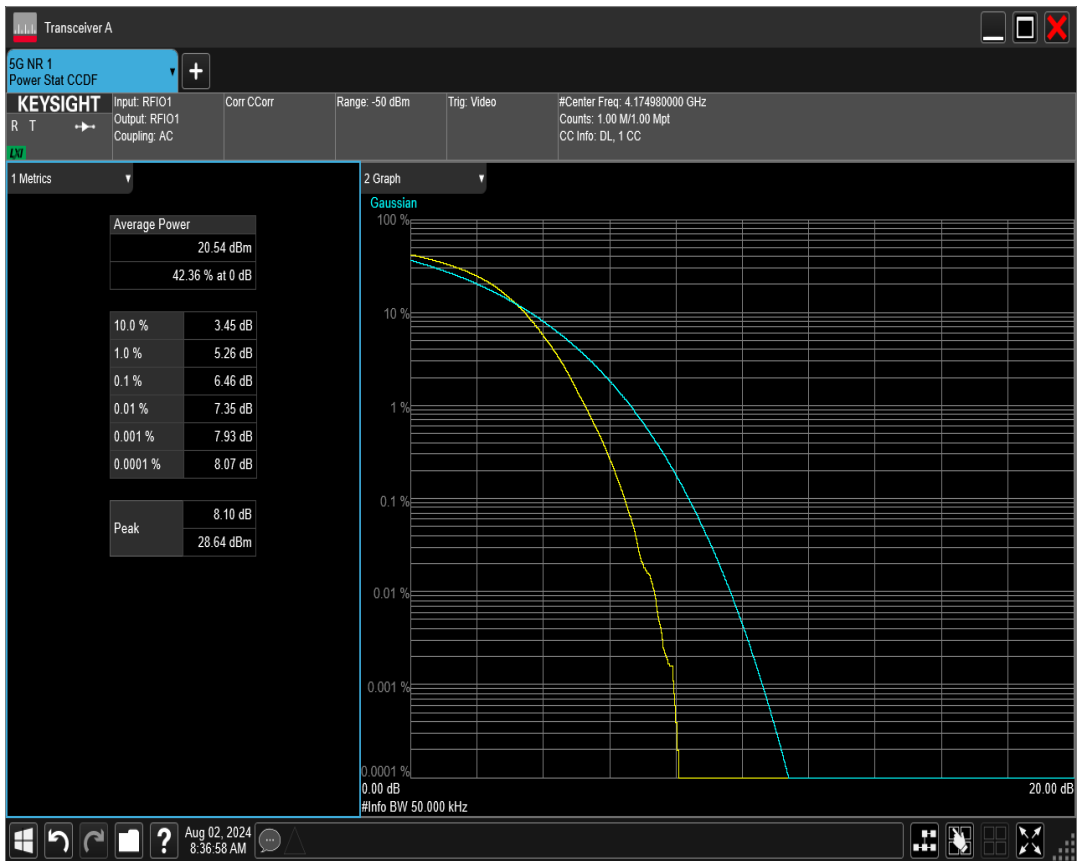 Transceiver A
5G NR 1
Power Stat CCDF
+
KEYSIGHT
R T
LXI
Input: RFIO1
Output: RFIO1
Coupling: AC
Corr CCorr
Range: -50 dBm
Trig: Video
#Center Freq: 4.174980000 GHz
Counts: 1.00 M/1.00 Mpt
CC Info: DL, 1 CC
1 Metrics
Average Power
20.54 dBm
42.36 % at 0 dB
10.0 % 3.45 dB
1.0 % 5.26 dB
0.1 % 6.46 dB
0.01 % 7.35 dB
0.001 % 7.93 dB
0.0001 % 8.07 dB
Peak 8.10 dB
28.64 dBm
2 Graph
Gaussian
100 %
10 %
1 %
0.1 %
0.01 %
0.001 %
0.0001 %
0.00 dB 20.00 dB
#Info BW 50.000 kHz
?
Aug 02, 2024
8:36:58 AM